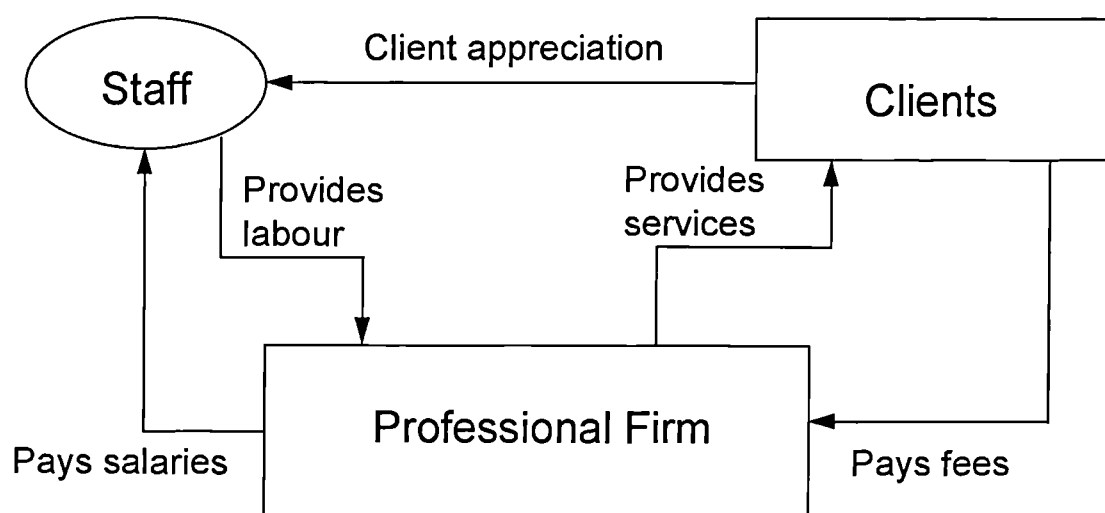 Client appreciation
Staff
Clients
Provides
labour
Provides
services
Professional Firm
Pays salaries
Pays fees